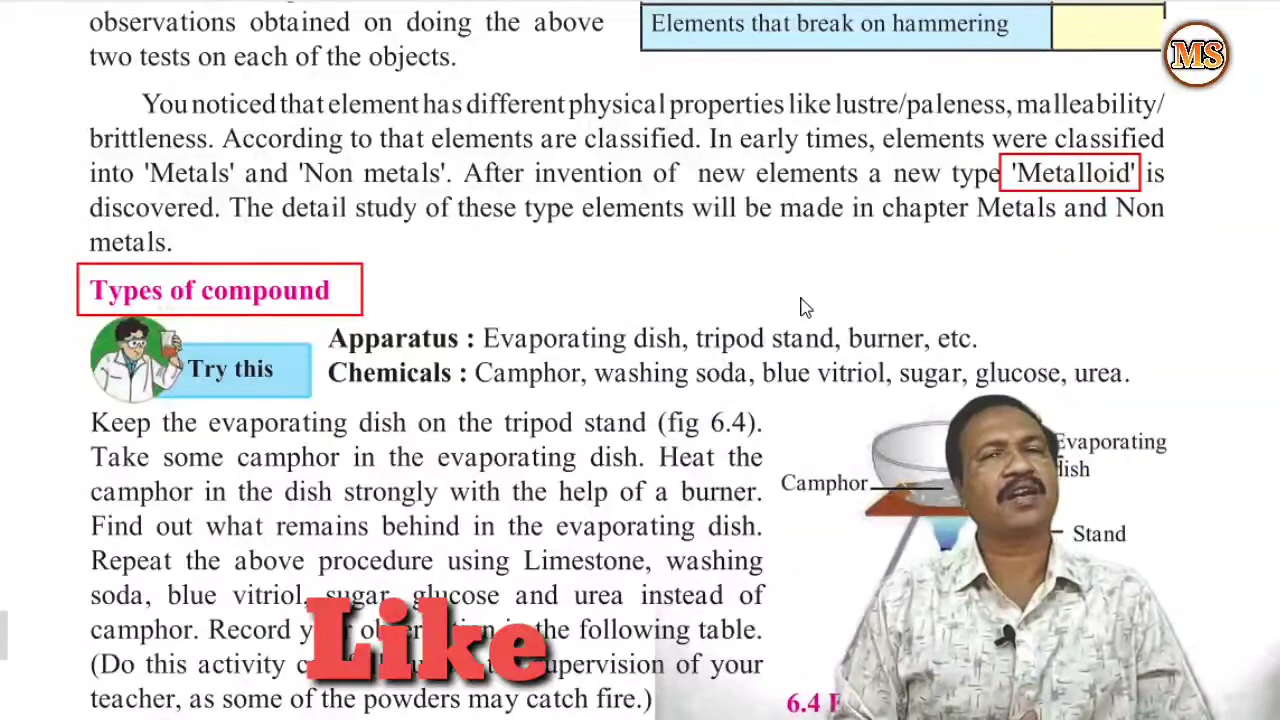 observations obtained on doing the above
two tests on each of the objects.
Elements that break on hammering
MS
You noticed that element has different physical properties like lustre/paleness, malleability/
brittleness. According to that elements are classified. In early times, elements were classified
into 'Metals' and 'Non metals'. After invention of new elements a new type 'Metalloid' is
discovered. The detail study of these type elements will be made in chapter Metals and Non
metals.
Types of compound
Try this
Apparatus : Evaporating dish, tripod stand, burner, etc.
Chemicals : Camphor, washing soda, blue vitriol, sugar, glucose, urea.
Keep the evaporating dish on the tripod stand (fig 6.4).
Take some camphor in the evaporating dish. Heat the
camphor in the dish strongly with the help of a burner.
Find out what remains behind in the evaporating dish.
Repeat the above procedure using Limestone, washing
soda, blue vitriol, sugar, glucose and urea instead of
camphor. Record the following table.
(Do this activity supervision of your
teacher, as some of the powders may catch fire.)
Camphor
Evaporating
dish
Stand
6.4
Like